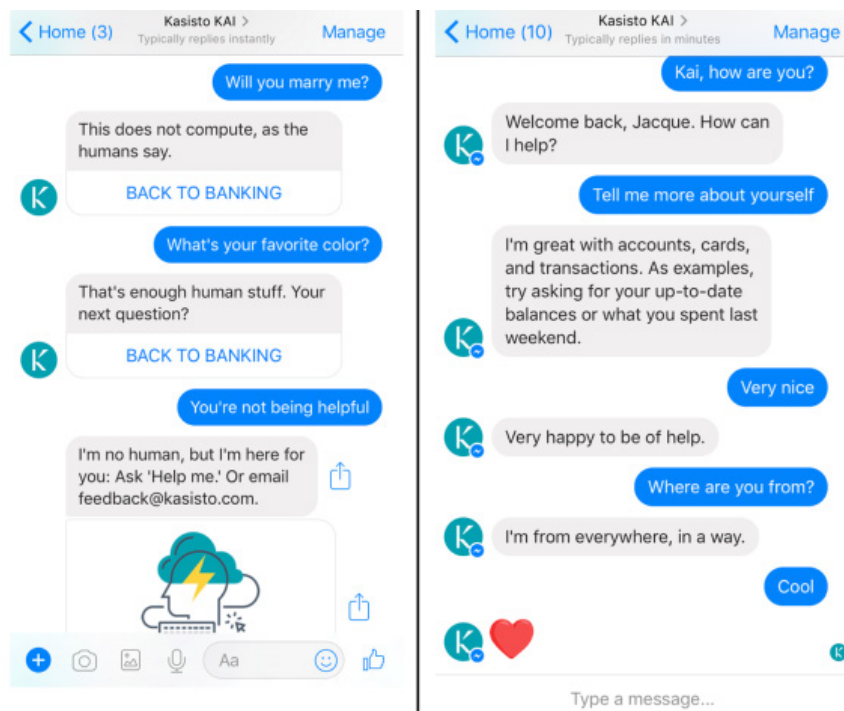 Home (3)
Kasisto KAI >
Typically replies instantly
Manage
Will you marry me?
This does not compute, as the
humans say.
BACK TO BANKING
What's your favorite color?
That's enough human stuff. Your
next question?
BACK TO BANKING
You're not being helpful
I'm no human, but I'm here for
you: Ask 'Help me.' Or email
feedback@kasisto.com.
Aa
Home (10)
Kasisto KAI >
Typically replies in minutes
Manage
Kai, how are you?
Welcome back, Jacque. How can
I help?
Tell me more about yourself
I'm great with accounts, cards,
and transactions. As examples,
try asking for your up-to-date
balances or what you spent last
weekend.
Very nice
Very happy to be of help.
Where are you from?
I'm from everywhere, in a way.
Cool
Type a message...